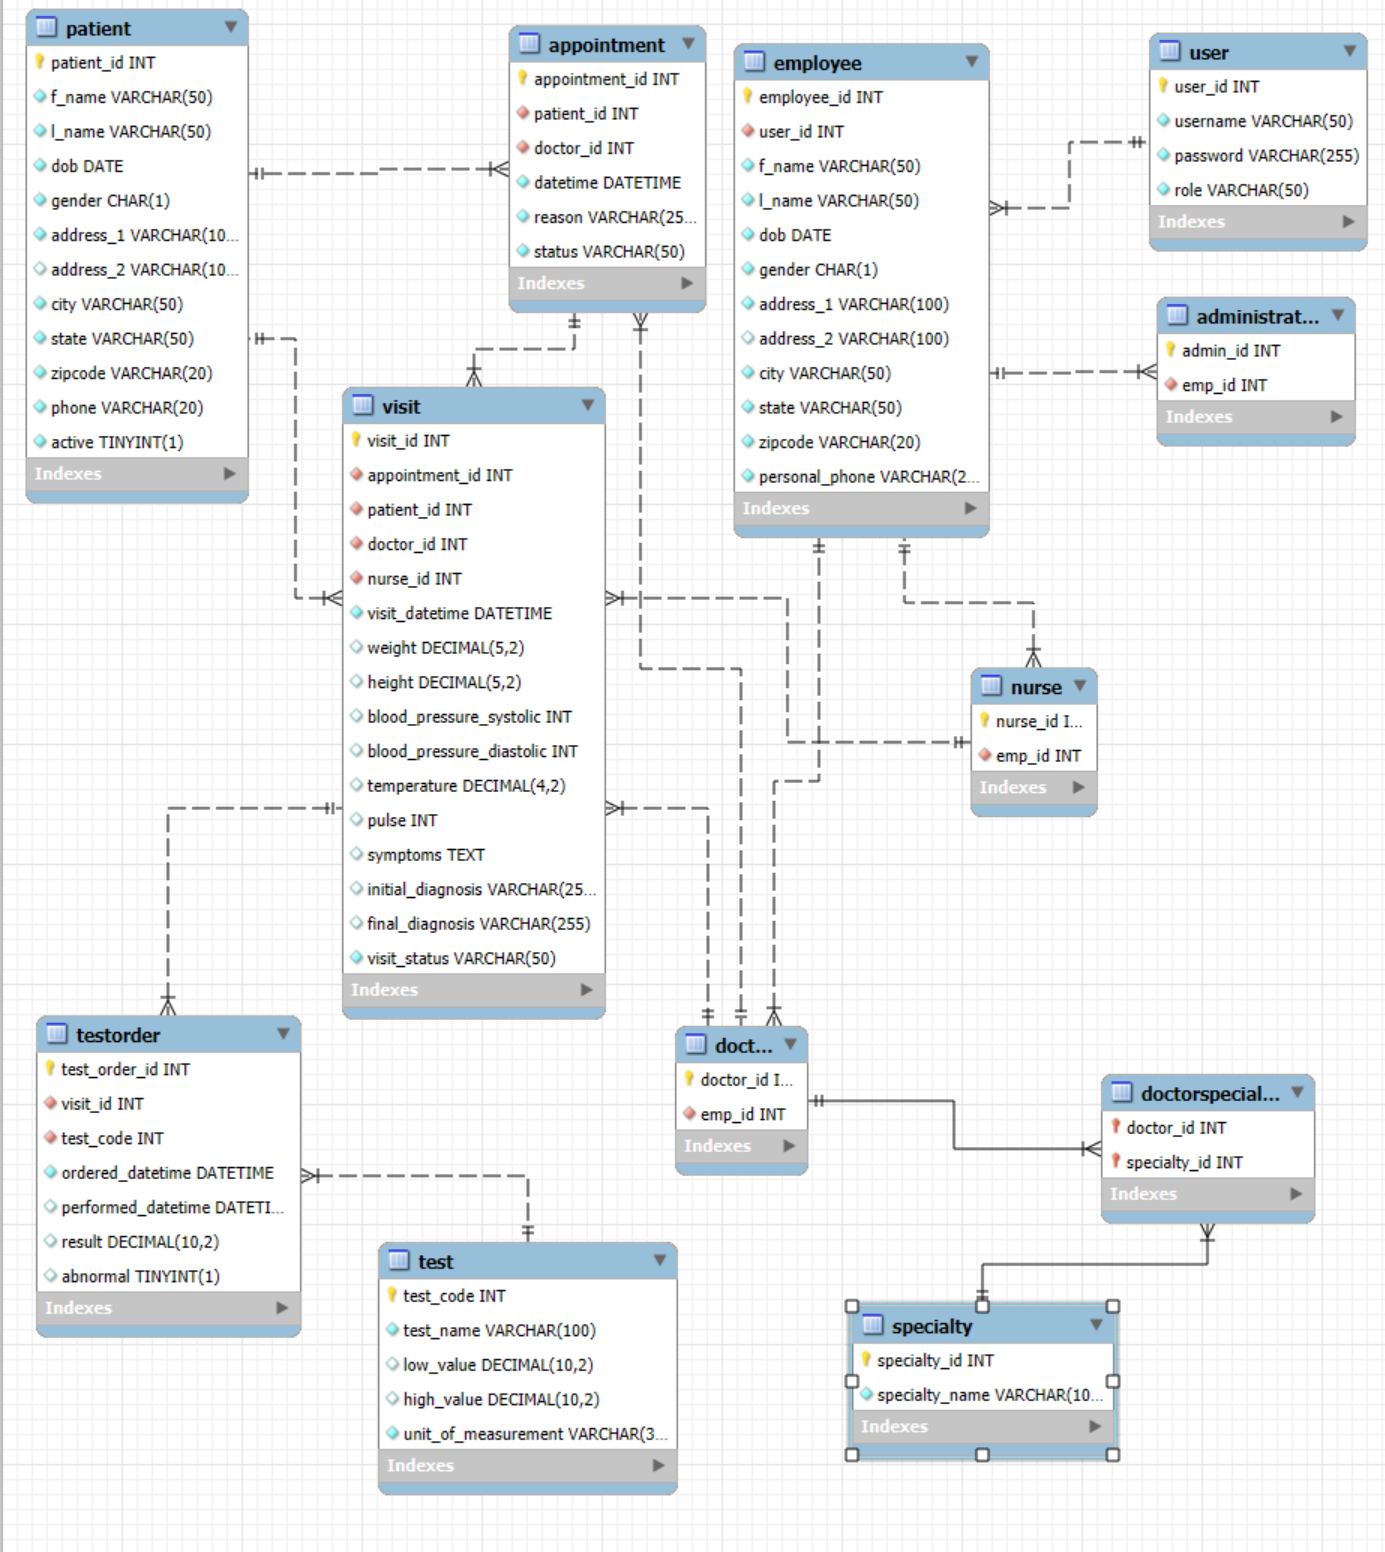 patient
patient_id INT
f_name VARCHAR(50)
l_name VARCHAR(50)
dob DATE
gender CHAR(1)
address_1 VARCHAR(10...
address_2 VARCHAR(10...
city VARCHAR(50)
state VARCHAR(50)
zipcode VARCHAR(20)
phone VARCHAR(20)
active TINYINT(1)
Indexes
appointment
appointment_id INT
patient_id INT
doctor_id INT
datetime DATETIME
reason VARCHAR(25...
status VARCHAR(50)
Indexes
employee
employee_id INT
user_id INT
f_name VARCHAR(50)
l_name VARCHAR(50)
dob DATE
gender CHAR(1)
address_1 VARCHAR(100)
address_2 VARCHAR(100)
city VARCHAR(50)
state VARCHAR(50)
zipcode VARCHAR(20)
personal_phone VARCHAR(2...
Indexes
user
user_id INT
username VARCHAR(50)
password VARCHAR(255)
role VARCHAR(50)
Indexes
administrat...
admin_id INT
emp_id INT
Indexes
visit
visit_id INT
appointment_id INT
patient_id INT
doctor_id INT
nurse_id INT
visit_datetime DATETIME
weight DECIMAL(5,2)
height DECIMAL(5,2)
blood_pressure_systolic INT
blood_pressure_diastolic INT
temperature DECIMAL(4,2)
pulse INT
symptoms TEXT
initial_diagnosis VARCHAR(25...
final_diagnosis VARCHAR(255)
visit_status VARCHAR(50)
Indexes
nurse
nurse_id I...
emp_id INT
Indexes
testorder
test_order_id INT
visit_id INT
test_code INT
ordered_datetime DATETIME
performed_datetime DATETI...
result DECIMAL(10,2)
abnormal TINYINT(1)
Indexes
doct...
doctor_id I...
emp_id INT
Indexes
doctorspecial...
doctor_id INT
specialty_id INT
Indexes
test
test_code INT
test_name VARCHAR(100)
low_value DECIMAL(10,2)
high_value DECIMAL(10,2)
unit_of_measurement VARCHAR(3...
Indexes
specialty
specialty_id INT
specialty_name VARCHAR(10...
Indexes